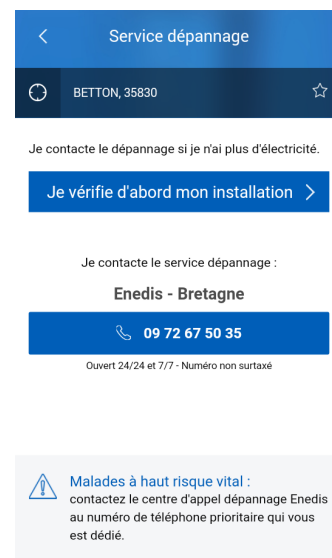 Service dépannage
BETTON, 35830
Je contacte le dépannage si je n'ai plus d'électricité.
Je vérifie d'abord mon installation
Je contacte le service dépannage :
Enedis - Bretagne
09 72 67 50 35
Ouvert 24/24 et 7/7 - Numéro non surtaxé
Malades à haut risque vital :
contactez le centre d'appel dépannage Enedis
au numéro de téléphone prioritaire qui vous
est dédié.